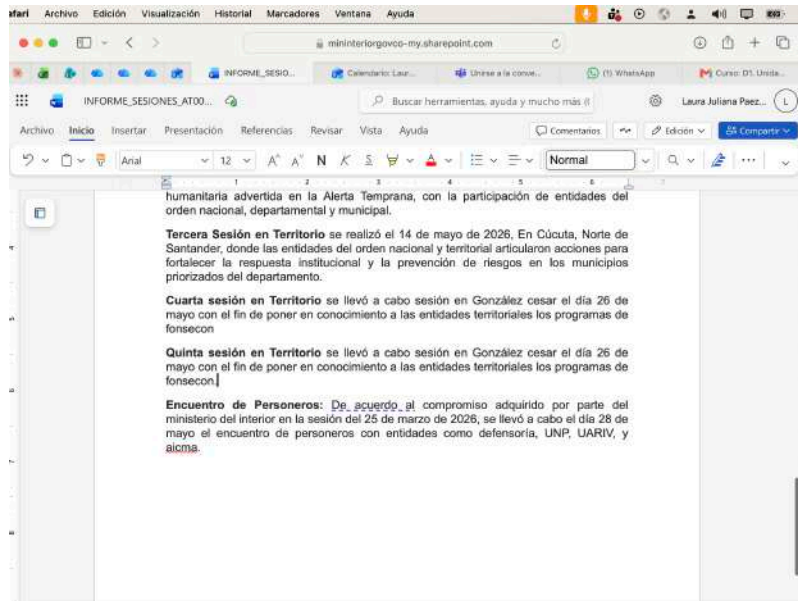 afari Archivo Edición Visualización Historial Marcadores Ventana Ayuda
mininteriorgovco-my.sharepoint.com
INFORME_SESIO... Calendario: Laur... Unirse a la conve... (1) WhatsApp Curso: D1. Unida...
INFORME_SESIONES_AT00... Buscar herramientas, ayuda y mucho más Laura Juliana Paez... L
Archivo Inicio Insertar Presentación Referencias Revisar Vista Ayuda Comentarios Edición Compartir
Arial 12 A A N K S A Normal
1 2 3 4 5 6 7
humanitaria advertida en la Alerta Temprana, con la participación de entidades del
orden nacional, departamental y municipal.
Tercera Sesión en Territorio se realizó el 14 de mayo de 2026, En Cúcuta, Norte de
Santander, donde las entidades del orden nacional y territorial articularon acciones para
fortalecer la respuesta institucional y la prevención de riesgos en los municipios
priorizados del departamento.
Cuarta sesión en Territorio se llevó a cabo sesión en González cesar el día 26 de
mayo con el fin de poner en conocimiento a las entidades territoriales los programas de
fonsecon
Quinta sesión en Territorio se llevó a cabo sesión en González cesar el día 26 de
mayo con el fin de poner en conocimiento a las entidades territoriales los programas de
fonsecon.
Encuentro de Personeros: De acuerdo al compromiso adquirido por parte del
ministerio del interior en la sesión del 25 de marzo de 2026, se llevó a cabo el día 28 de
mayo el encuentro de personeros con entidades como defensoría, UNP, UARIV, y
aicma.